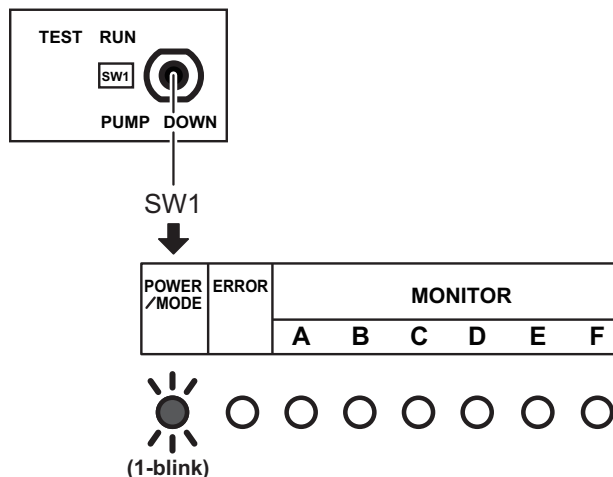 TEST RUN
SW1
PUMP DOWN
SW1
POWER
/MODE
ERROR
MONITOR
A B C D E F
(1-blink)